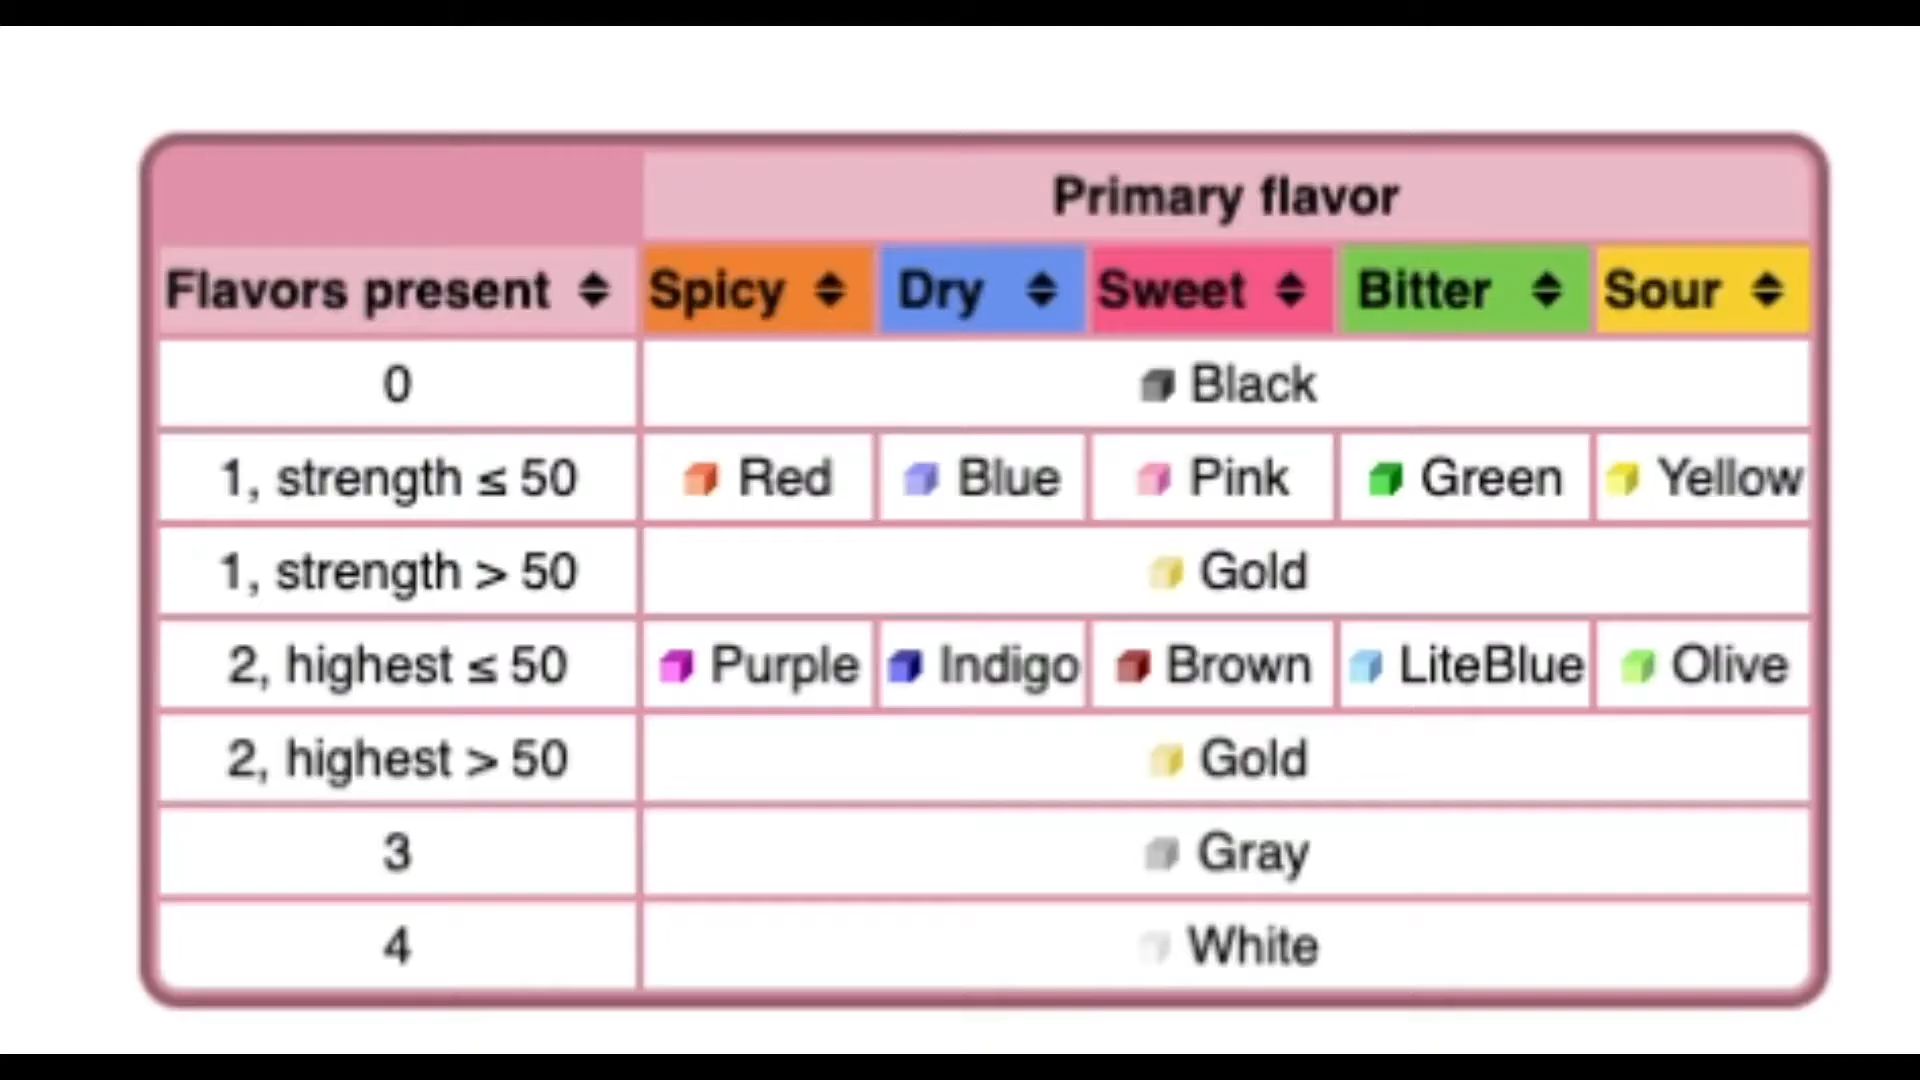 Primary flavor
Flavors present Spicy Dry Sweet Bitter Sour
0 Black
1, strength ≤ 50 Red Blue Pink Green Yellow
1, strength > 50 Gold
2, highest ≤ 50 Purple Indigo Brown LiteBlue Olive
2, highest > 50 Gold
3 Gray
4 White